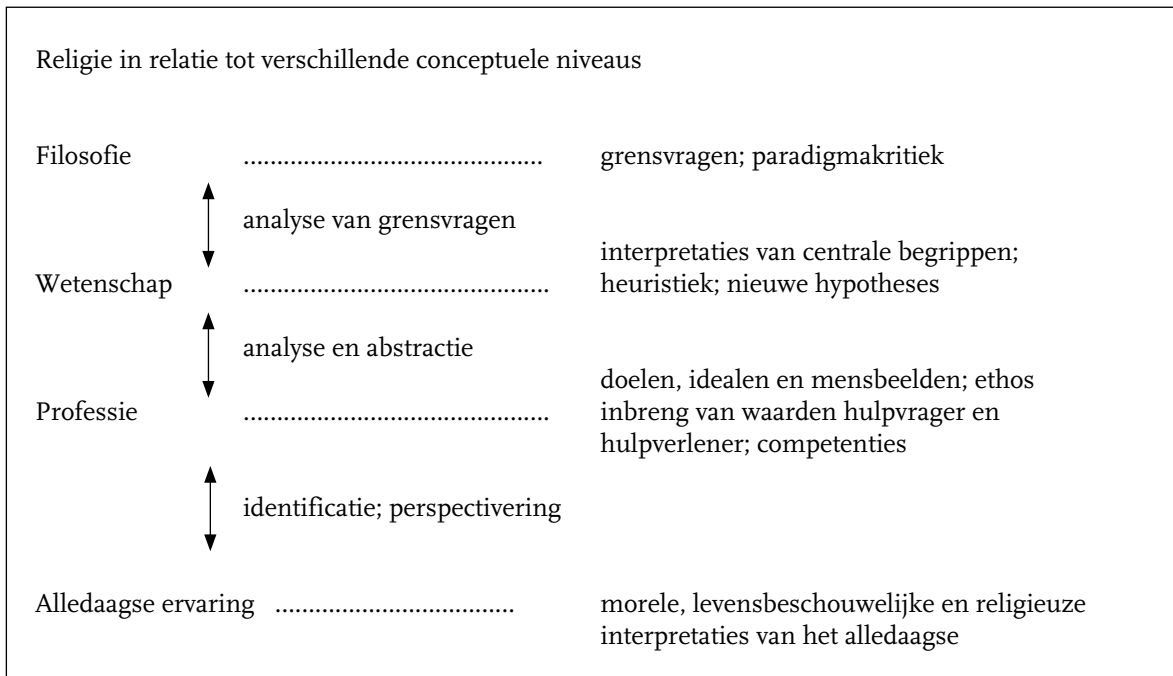 Religie in relatie tot verschillende conceptuele niveaus
Filosofie ............................................. grensvragen; paradigmakritiek
analyse van grensvragen
interpretaties van centrale begrippen;
Wetenschap .............................................. heuristiek; nieuwe hypotheses
analyse en abstractie
doelen, idealen en mensbeelden; ethos
Professie .............................................. inbreng van waarden hulpvrager en
hulpverlener; competenties
identificatie; perspectivering
Alledaagse ervaring .................................... morele, levensbeschouwelijke en religieuze
interpretaties van het alledaagse